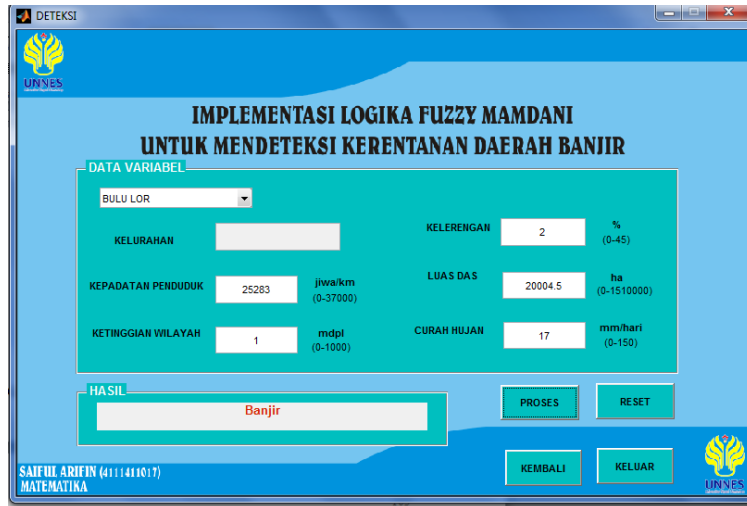 DETEKSI
UNNES
IMPLEMENTASI LOGIKA FUZZY MAMDANI
UNTUK MENDETEKSI KERENTANAN DAERAH BANJIR
DATA VARIABEL
BULU LOR
KELURAHAN
KEPADATAN PENDUDUK 25283 jiwa/km
(0-37000)
KETINGGIAN WILAYAH 1 mdpl
(0-1000)
KELERENGAN 2 %
(0-45)
LUAS DAS 20004.5 ha
(0-1510000)
CURAH HUJAN 17 mm/hari
(0-150)
HASIL
Banjir
PROSES RESET
KEMBALI KELUAR
SAIFUL ARIFIN (4111411017)
MATEMATIKA
UNNES